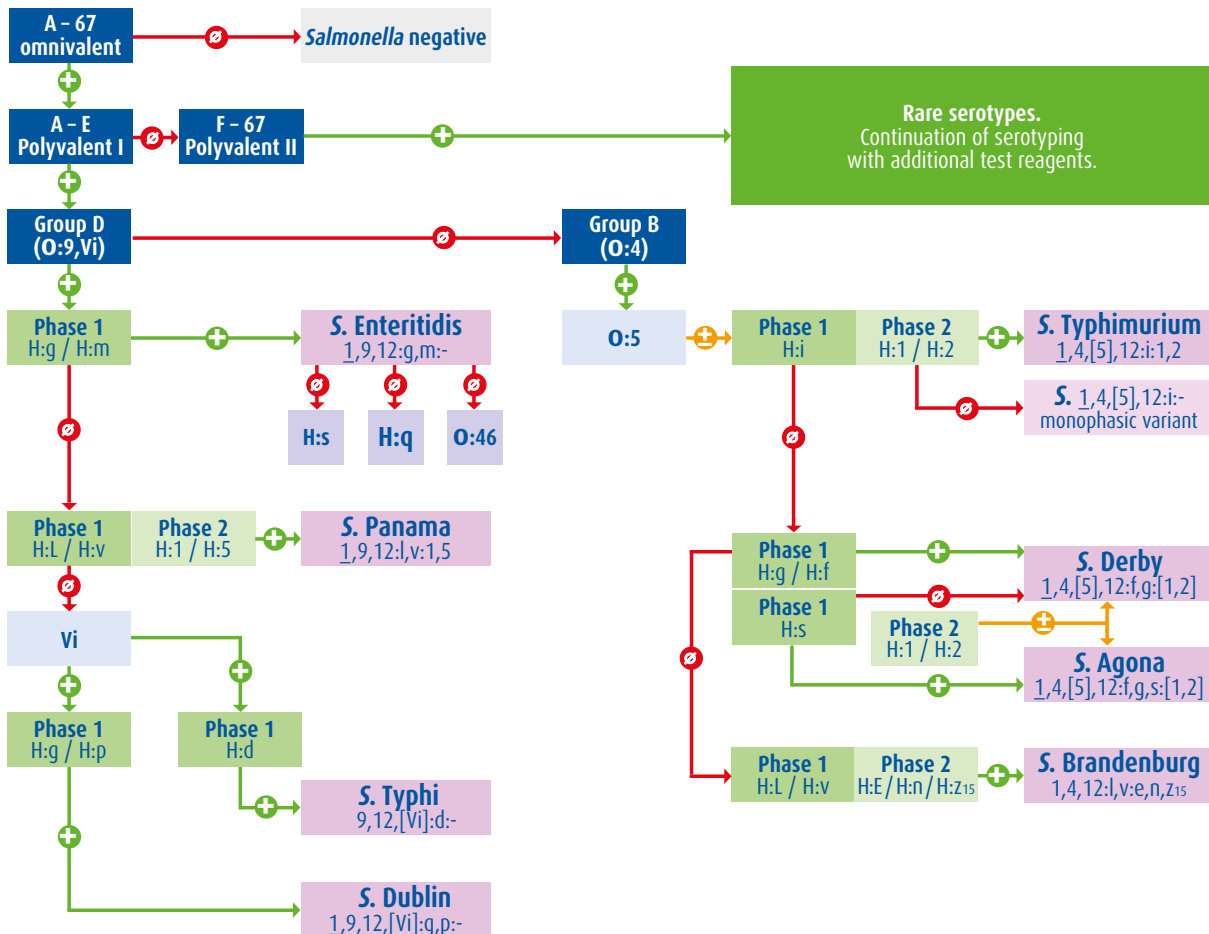 A – 67
omnivalent
Salmonella negative
A – E
Polyvalent I
F – 67
Polyvalent II
Rare serotypes.
Continuation of serotyping
with additional test reagents.
Group D
(O:9,Vi)
Group B
(O:4)
Phase 1
H:g / H:m
S. Enteritidis
1,9,12:g,m:-
O:5
Phase 1
H:i
Phase 2
H:1 / H:2
S. Typhimurium
1,4,[5],12:i:1,2
S. 1,4,[5],12:i:-
monophasic variant
H:s
H:q
O:46
Phase 1
H:L / H:v
Phase 2
H:1 / H:5
S. Panama
1,9,12:l,v:1,5
Phase 1
H:g / H:f
S. Derby
1,4,[5],12:f,g:[1,2]
Phase 1
H:s
Phase 2
H:1 / H:2
Vi
S. Agona
1,4,[5],12:f,g,s:[1,2]
Phase 1
H:g / H:p
Phase 1
H:d
Phase 1
H:L / H:v
Phase 2
H:E/H:n/H:z15
S. Brandenburg
1,4,12:l,v:e,n,z15
S. Typhi
9,12,[Vi]:d:-
S. Dublin
1,9,12,[Vi]:g,p:-